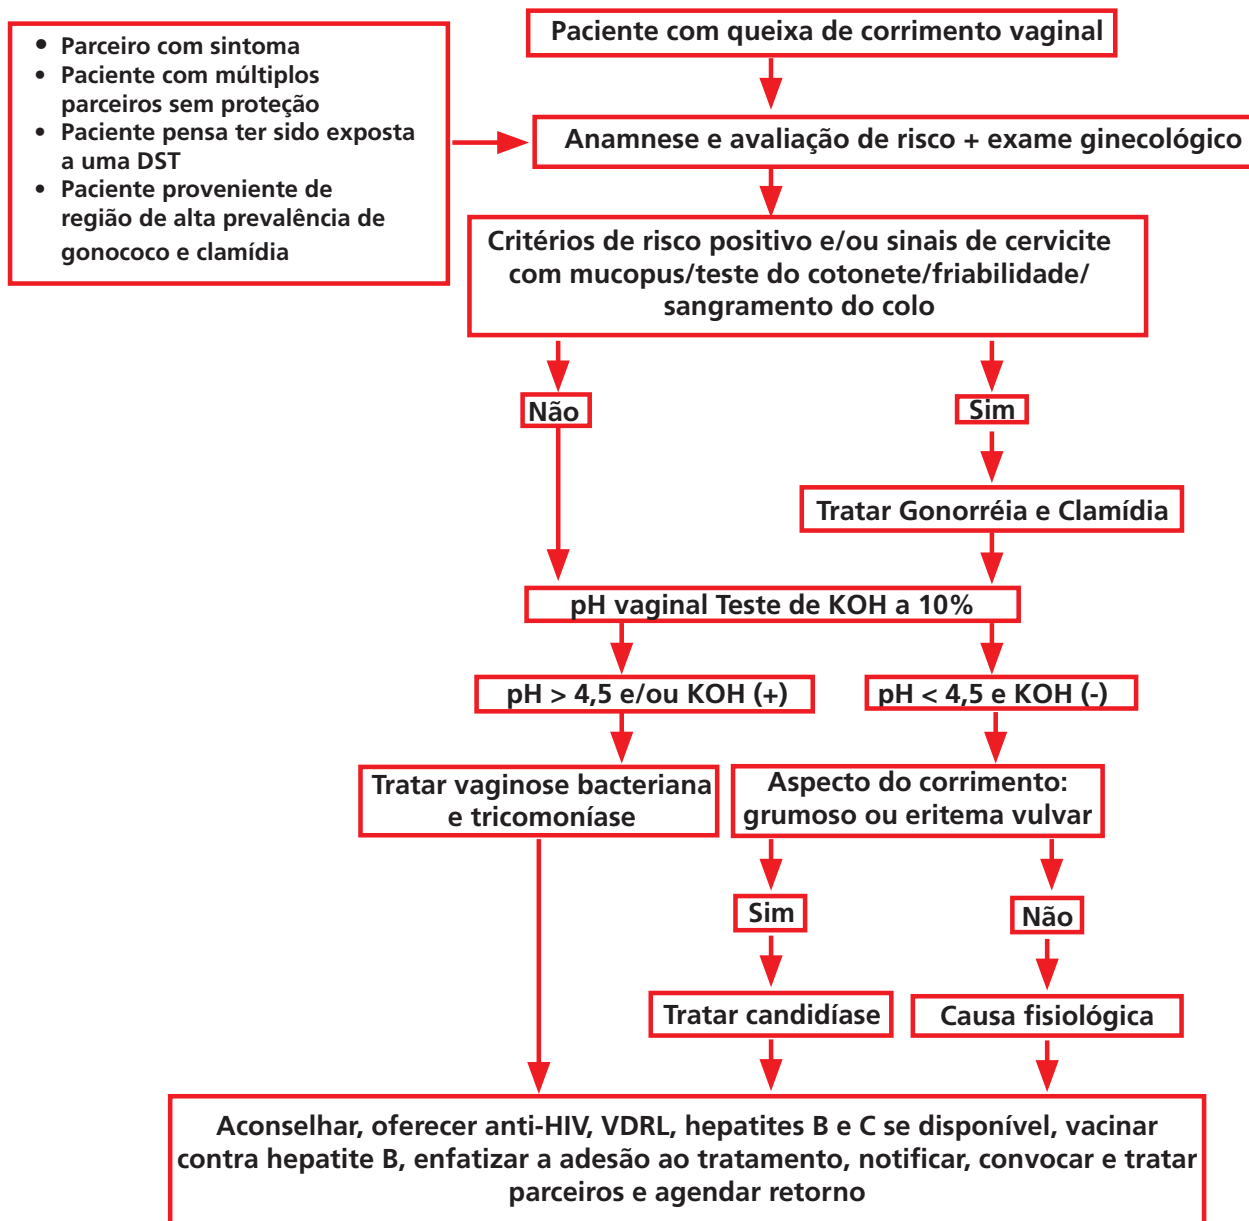 • Parceiro com sintoma
• Paciente com múltiplos
parceiros sem proteção
• Paciente pensa ter sido exposta
a uma DST
• Paciente proveniente de
região de alta prevalência de
gonococo e clamídia
Paciente com queixa de corrimento vaginal
Anamnese e avaliação de risco + exame ginecológico
Critérios de risco positivo e/ou sinais de cervicite
com mucopus/teste do cotonete/friabilidade/
sangramento do colo
Não
Sim
Tratar Gonorréia e Clamídia
pH vaginal Teste de KOH a 10%
pH > 4,5 e/ou KOH (+)
pH < 4,5 e KOH (-)
Tratar vaginose bacteriana
e tricomoníase
Aspecto do corrimento:
grumoso ou eritema vulvar
Sim
Não
Tratar candidíase
Causa fisiológica
Aconselhar, oferecer anti-HIV, VDRL, hepatites B e C se disponível, vacinar
contra hepatite B, enfatizar a adesão ao tratamento, notificar, convocar e tratar
parceiros e agendar retorno